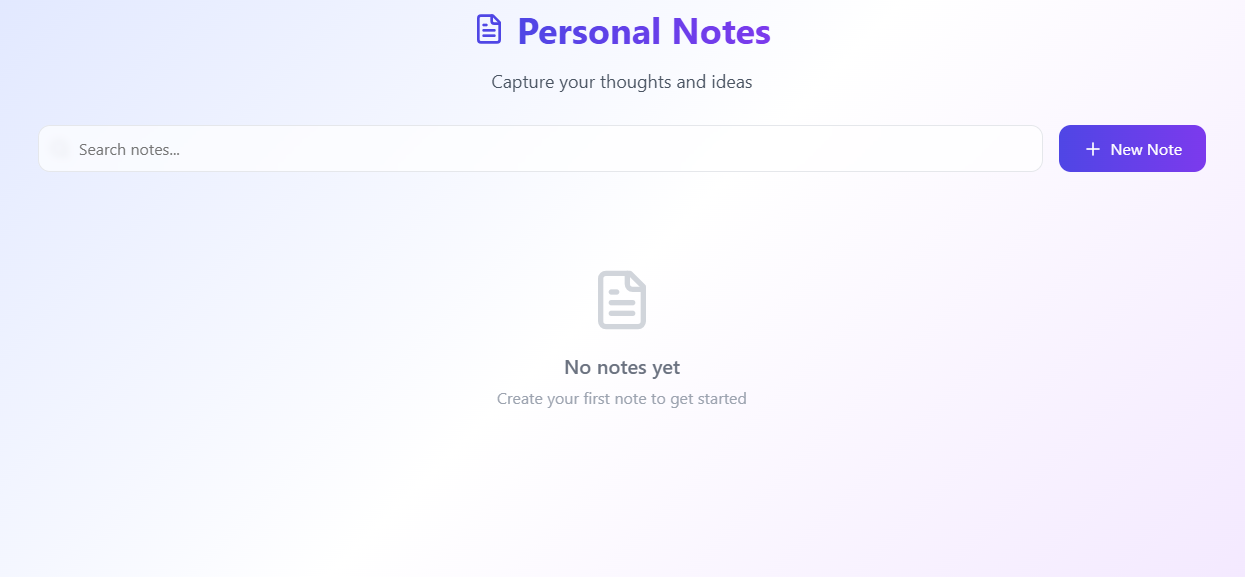 Personal Notes
Capture your thoughts and ideas
Search notes...
+ New Note
No notes yet
Create your first note to get started